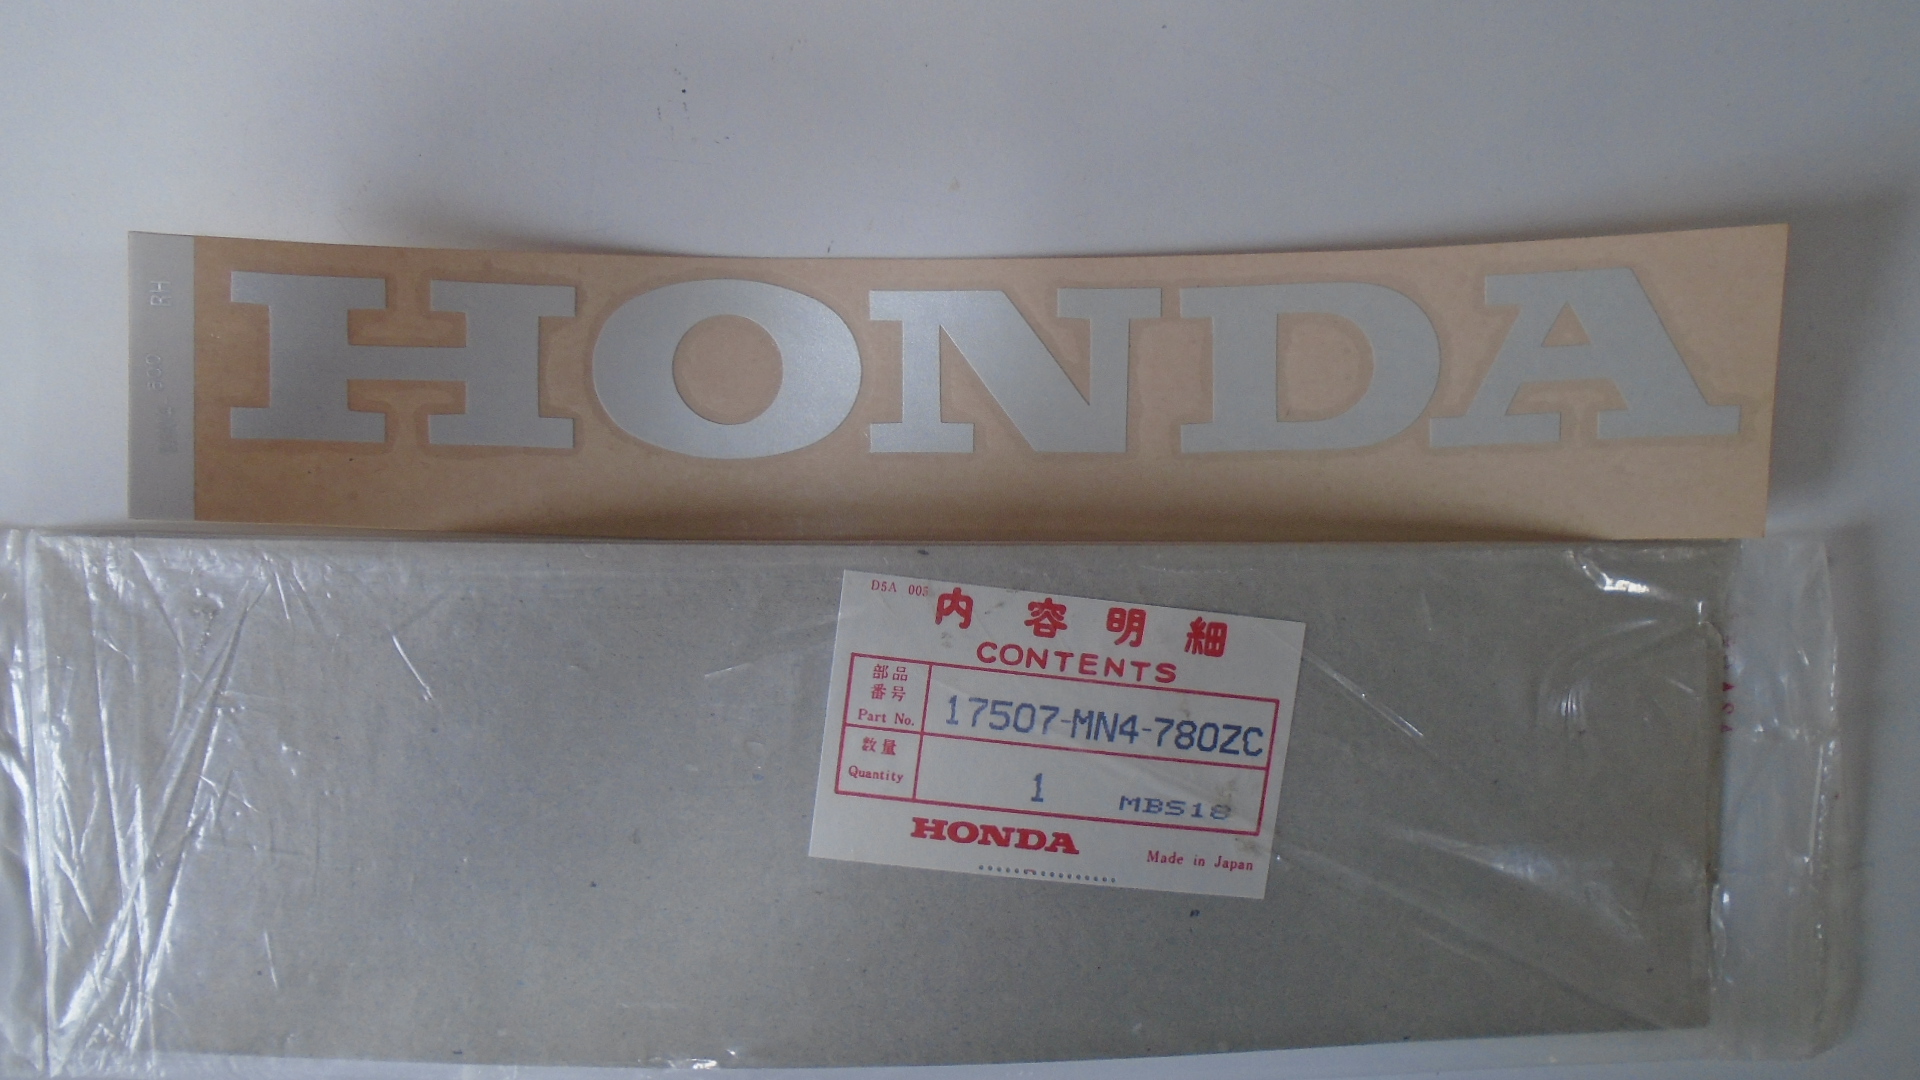 RH
HONDA
D5A 005
内容明細
CONTENTS
部品
番号
Part No.
17507-MN4-780ZC
数量
Quantity
1
MBS18
HONDA
Made in Japan